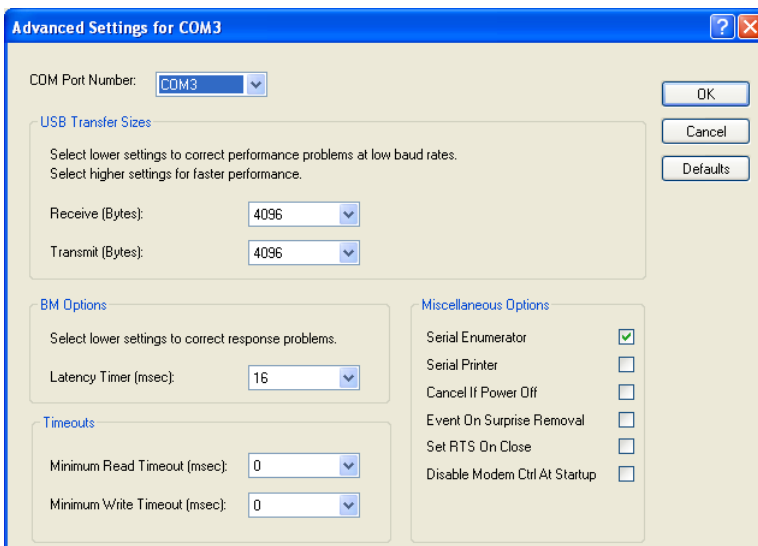 Advanced Settings for COM3
COM Port Number: COM3
OK
Cancel
Defaults
USB Transfer Sizes
Select lower settings to correct performance problems at low baud rates.
Select higher settings for faster performance.
Receive (Bytes): 4096
Transmit (Bytes): 4096
BM Options
Select lower settings to correct response problems.
Latency Timer (msec): 16
Timeouts
Minimum Read Timeout (msec): 0
Minimum Write Timeout (msec): 0
Miscellaneous Options
Serial Enumerator
Serial Printer
Cancel If Power Off
Event On Surprise Removal
Set RTS On Close
Disable Modem Ctrl At Startup